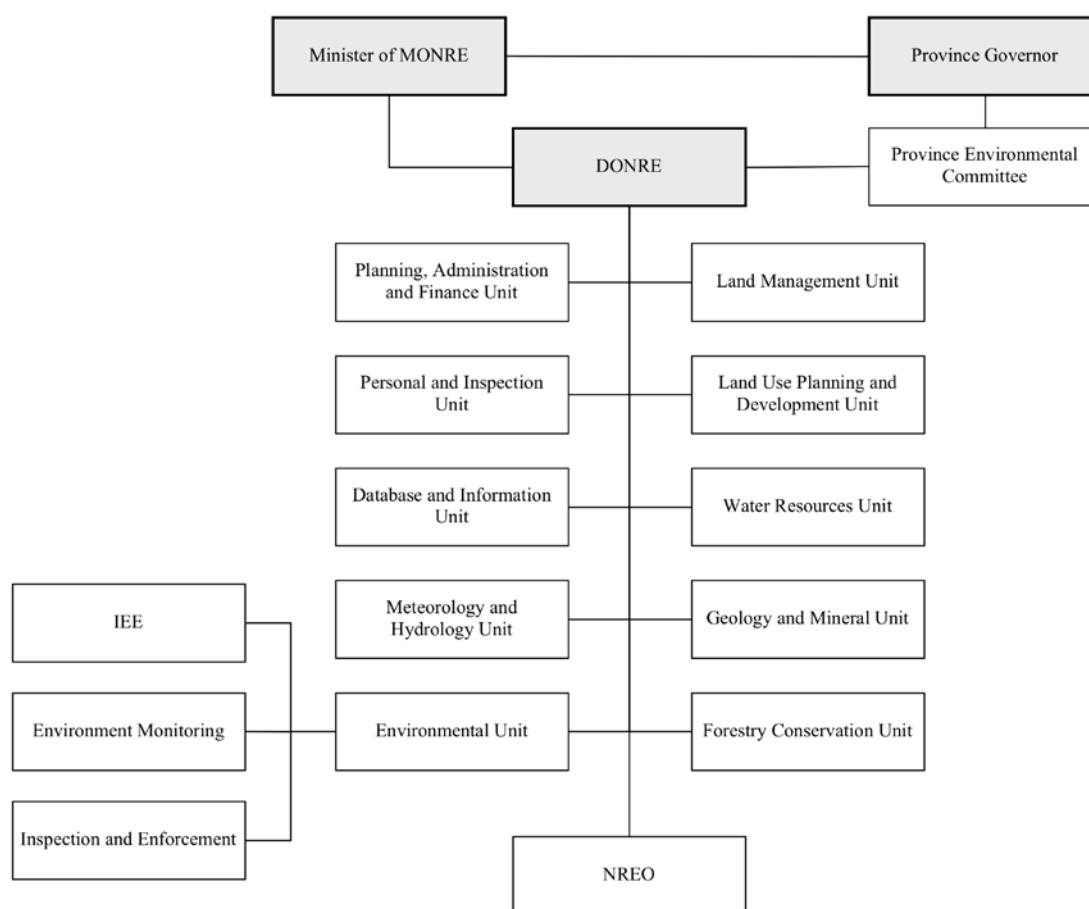 Minister of MONRE
Province Governor
DONRE
Province Environmental
Committee
Planning, Administration
and Finance Unit
Land Management Unit
Personal and Inspection
Unit
Land Use Planning and
Development Unit
Database and Information
Unit
Water Resources Unit
IEE
Meteorology and
Hydrology Unit
Geology and Mineral Unit
Environment Monitoring
Environmental Unit
Forestry Conservation Unit
Inspection and Enforcement
NREO